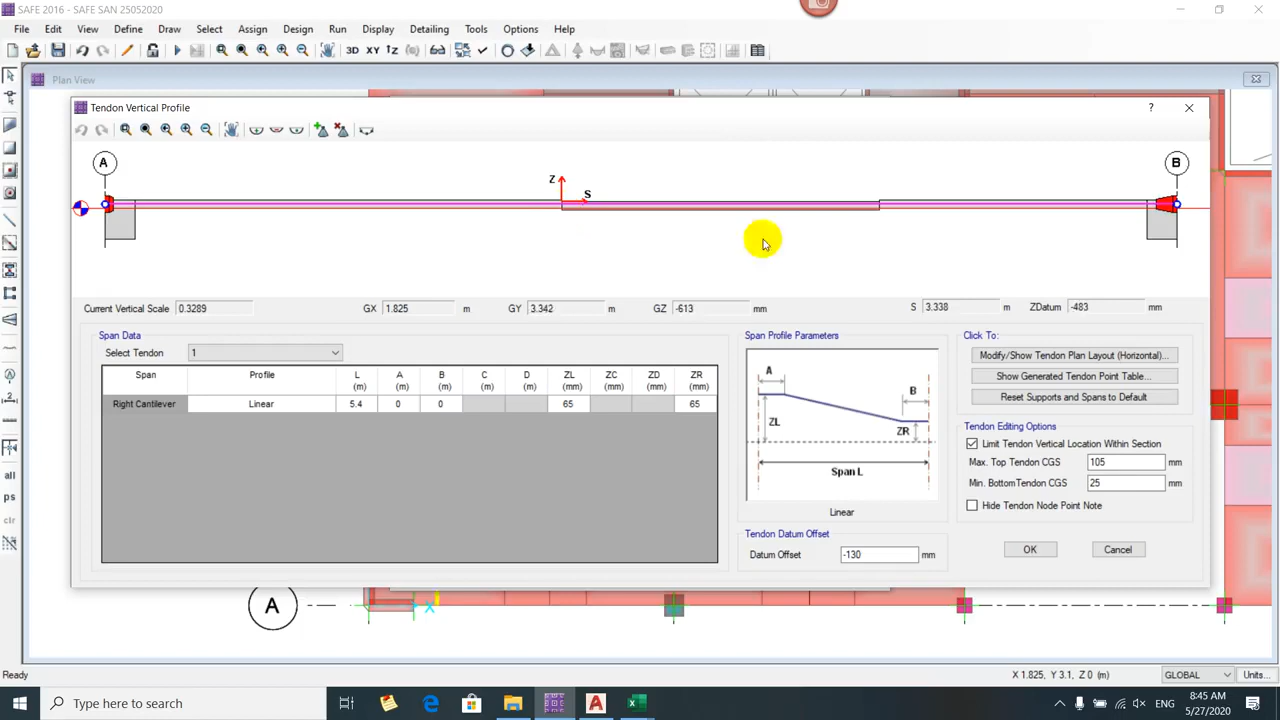 SAFE 2016 - SAFE SAN 25052020
File Edit View Define Draw Select Assign Design Run Display Detailing Tools Options Help
3D XY
Plan View
Tendon Vertical Profile
?
A
B
Z
S
Current Vertical Scale 0.3289 GX 1.825 m GY 3.342 m GZ -613 mm S 3.338 m ZDatum -483 mm
Span Data
Select Tendon 1
Span Profile L (m) A (m) B (m) C (m) D (m) ZL (mm) ZC (mm) ZD (mm) ZR (mm)
Right Cantilever Linear 5.4 0 0 65 65
Span Profile Parameters
A
B
ZL
ZR
Span L
Linear
Tendon Datum Offset
Datum Offset -130 mm
Click To:
Modify/Show Tendon Plan Layout (Horizontal)...
Show Generated Tendon Point Table...
Reset Supports and Spans to Default
Tendon Editing Options
Limit Tendon Vertical Location Within Section
Max. Top Tendon CGS 105 mm
Min. BottomTendon CGS 25 mm
Hide Tendon Node Point Note
OK Cancel
all
ps
clr
A
X
Ready
X 1.825, Y 3.1, Z 0 (m) GLOBAL Units...
Type here to search
ENG
8:45 AM
5/27/2020